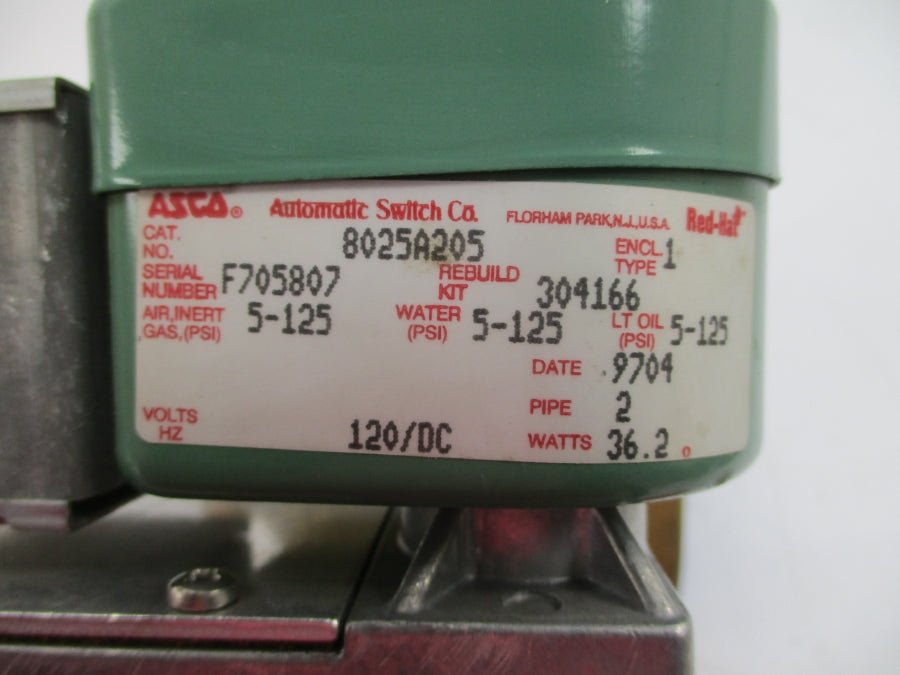 ASCO® Automatic Switch Co. FLORHAM PARK,N.J.,U.S.A. Red-Hat
CAT. NO. 8025A205 ENCL TYPE 1
SERIAL NUMBER F705807 REBUILD KIT 304166
AIR,INERT GAS,(PSI) 5-125 WATER (PSI) 5-125 LT OIL (PSI) 5-125
DATE 9704
PIPE 2
VOLTS HZ 120/DC WATTS 36.2